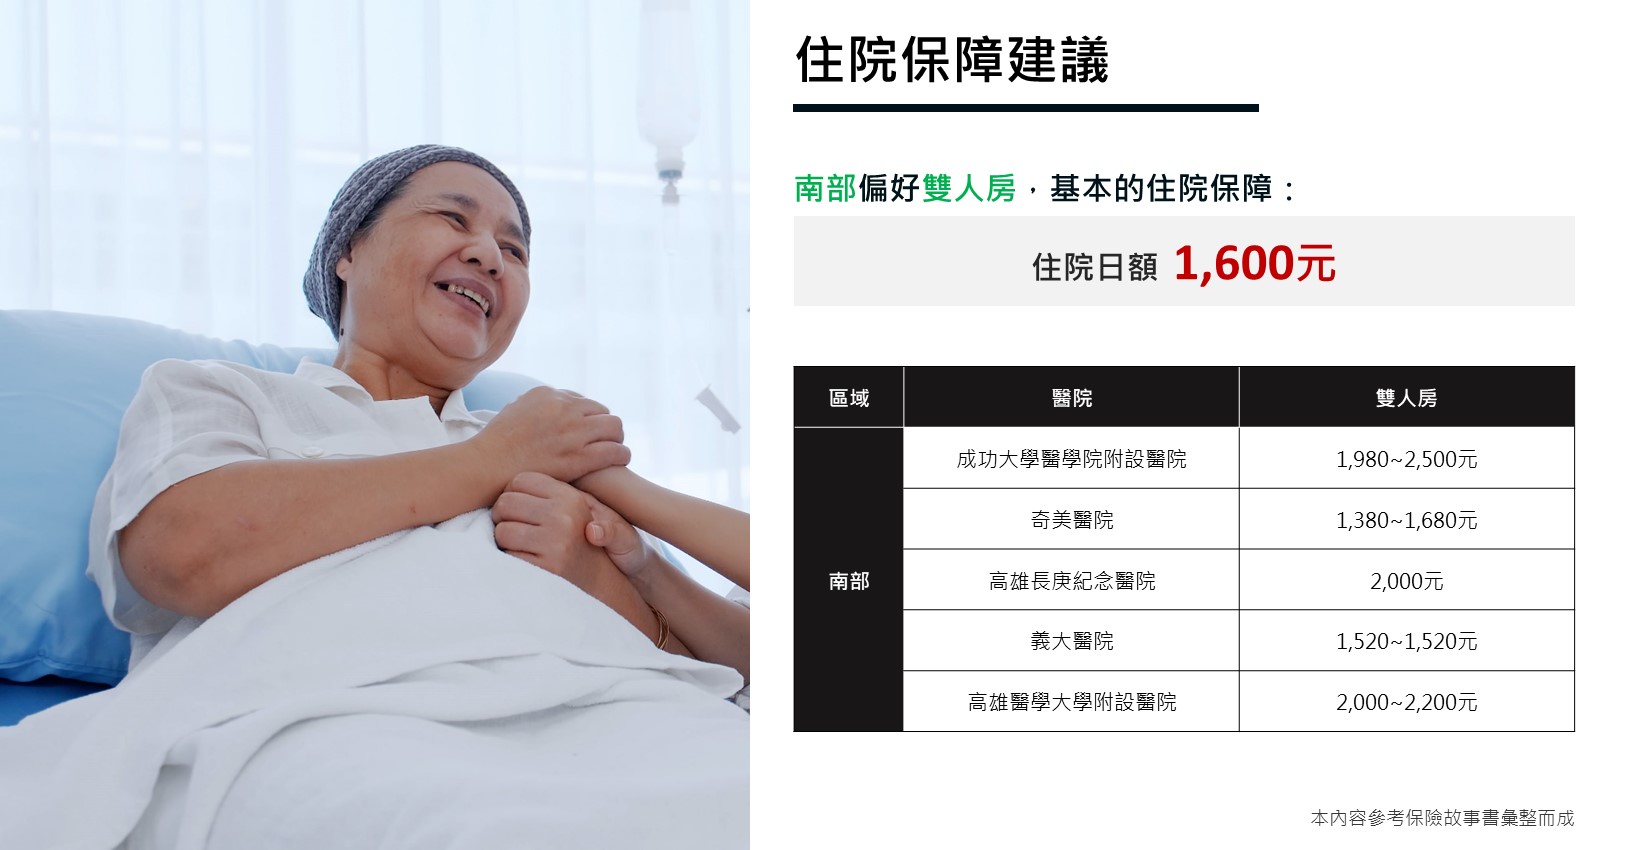 住院保障建議
南部偏好雙人房，基本的住院保障：
住院日額 1,600元
區域 醫院 雙人房
南部
成功大學醫學院附設醫院 1,980~2,500元
奇美醫院 1,380~1,680元
高雄長庚紀念醫院 2,000元
義大醫院 1,520~1,520元
高雄醫學大學附設醫院 2,000~2,200元
本內容參考保險故事書彙整而成